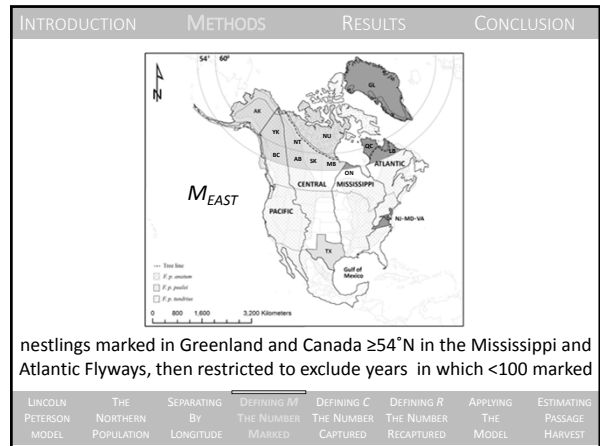 INTRODUCTION METHODS RESULTS CONCLUSION
54° 60°
N
GL
AK
YK
NT
NU
BC
AB
SK
MB
ON
QC
LB
ATLANTIC
CENTRAL
MISSISSIPPI
PACIFIC
NJ-MD-VA
TX
Gulf of
Mexico
M_EAST
Tree line
F. p. anatum
F. p. pealei
F. p. tundrius
0 800 1,600 3,200 Kilometers
nestlings marked in Greenland and Canada ≥54˚N in the Mississippi and
Atlantic Flyways, then restricted to exclude years in which <100 marked
LINCOLN PETERSON MODEL
THE NORTHERN POPULATION
SEPARATING BY LONGITUDE
DEFINING M THE NUMBER MARKED
DEFINING C THE NUMBER CAPTURED
DEFINING R THE NUMBER RECAPTURED
APPLYING THE MODEL
ESTIMATING PASSAGE HARVEST